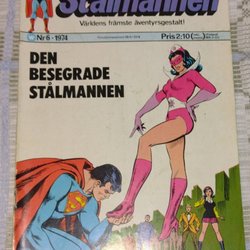 Stålmannen
Världens främste äventyrsgestalt!
Nr 6 - 1974
Pris 2:10
DEN
BESEGRADE
STÅLMANNEN